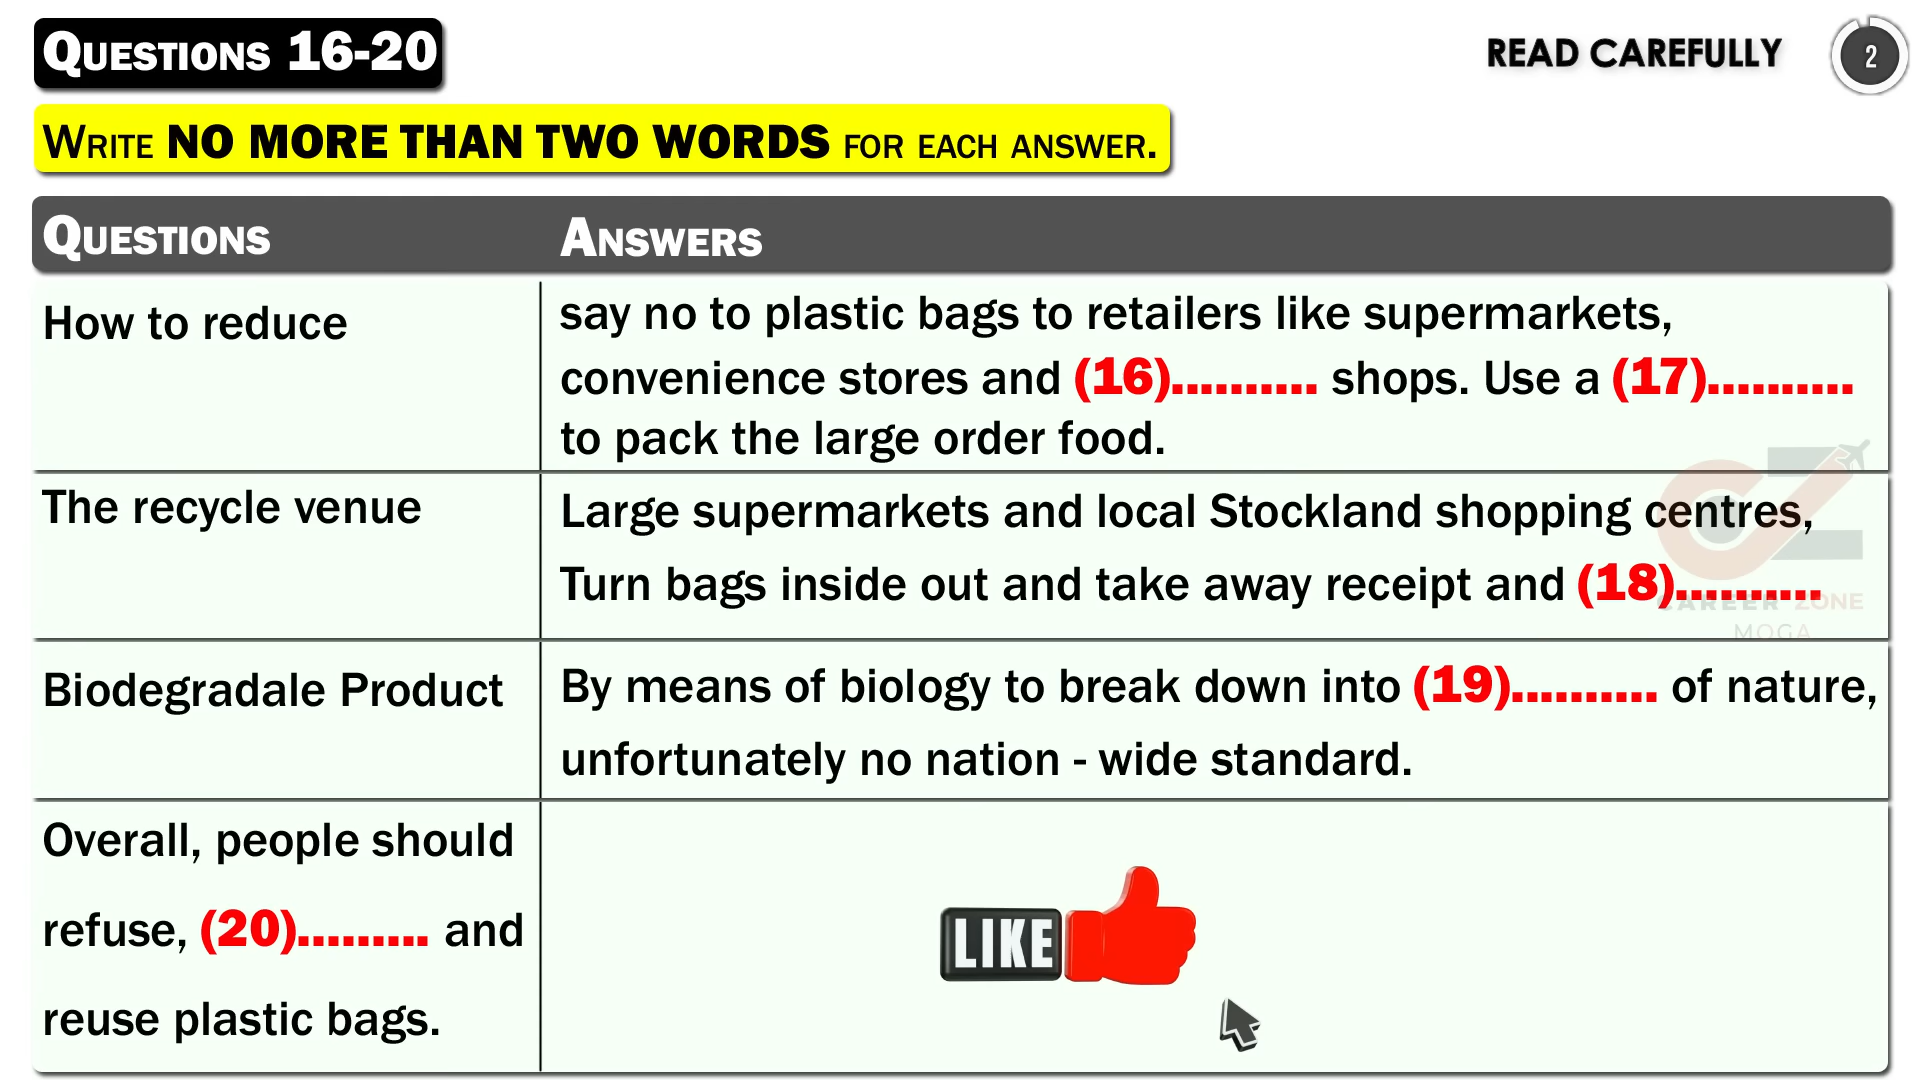 QUESTIONS 16-20
READ CAREFULLY
2
WRITE NO MORE THAN TWO WORDS FOR EACH ANSWER.
QUESTIONS
ANSWERS
How to reduce
say no to plastic bags to retailers like supermarkets,
convenience stores and (16).......... shops. Use a (17)..........
to pack the large order food.
The recycle venue
Large supermarkets and local Stockland shopping centres,
Turn bags inside out and take away receipt and (18)..........
CAREER ZONE
MOGA
Biodegradale Product
By means of biology to break down into (19).......... of nature,
unfortunately no nation - wide standard.
Overall, people should
refuse, (20)......... and
reuse plastic bags.
LIKE